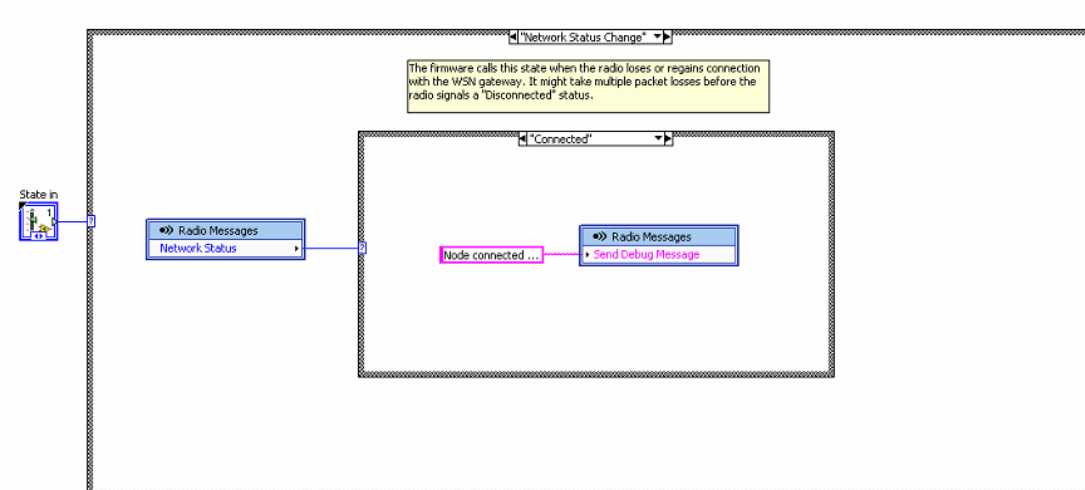 "Network Status Change"
The firmware calls this state when the radio loses or regains connection
with the WSN gateway. It might take multiple packet losses before the
radio signals a "Disconnected" status.
"Connected"
State in
1
?
Radio Messages
Network Status
?
Radio Messages
Node connected ...
Send Debug Message